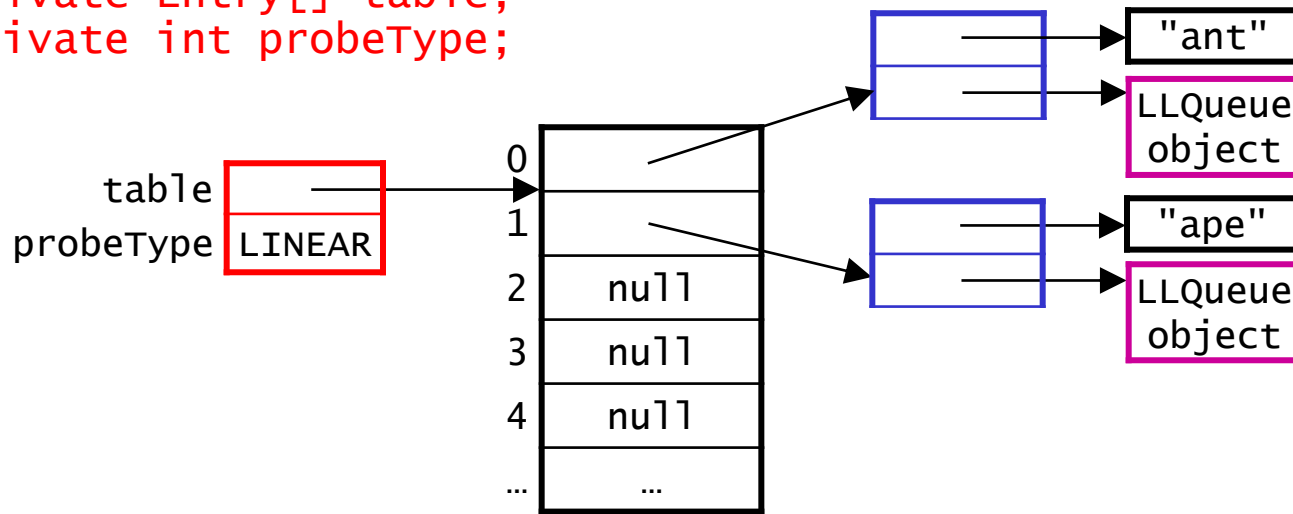 ivate Entry[] table;
ivate int probeType;
"ant"
LLQueue
object
0
table
1
"ape"
probeType LINEAR
2 null
LLQueue
object
3 null
4 null
… …